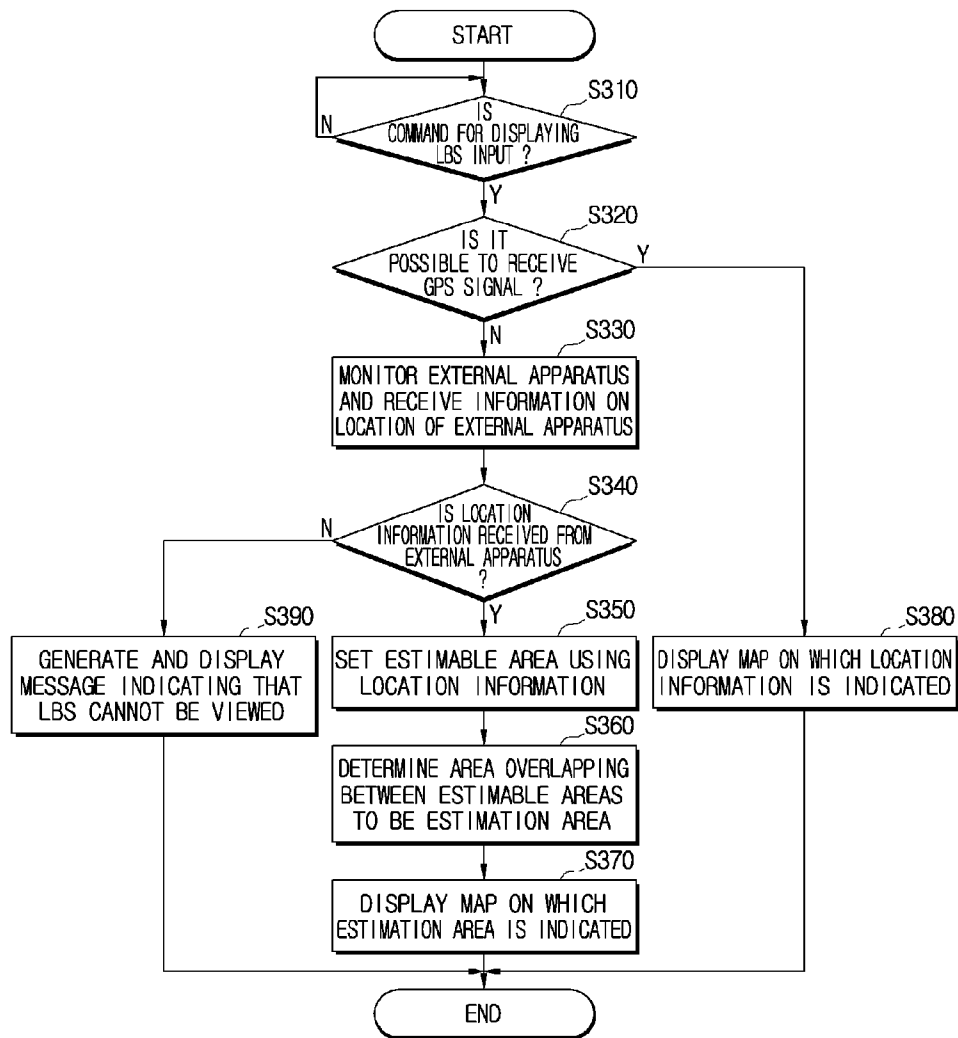 START
S310
IS
COMMAND FOR DISPLAYING
LBS INPUT ?
N
Y
S320
IS IT
POSSIBLE TO RECEIVE
GPS SIGNAL ?
Y
N
S330
MONITOR EXTERNAL APPARATUS
AND RECEIVE INFORMATION ON
LOCATION OF EXTERNAL APPARATUS
S340
IS LOCATION
INFORMATION RECEIVED FROM
EXTERNAL APPARATUS
?
N
Y
S390
GENERATE AND DISPLAY
MESSAGE INDICATING THAT
LBS CANNOT BE VIEWED
S350
SET ESTIMABLE AREA USING
LOCATION INFORMATION
S380
DISPLAY MAP ON WHICH LOCATION
INFORMATION IS INDICATED
S360
DETERMINE AREA OVERLAPPING
BETWEEN ESTIMABLE AREAS
TO BE ESTIMATION AREA
S370
DISPLAY MAP ON WHICH
ESTIMATION AREA IS INDICATED
END